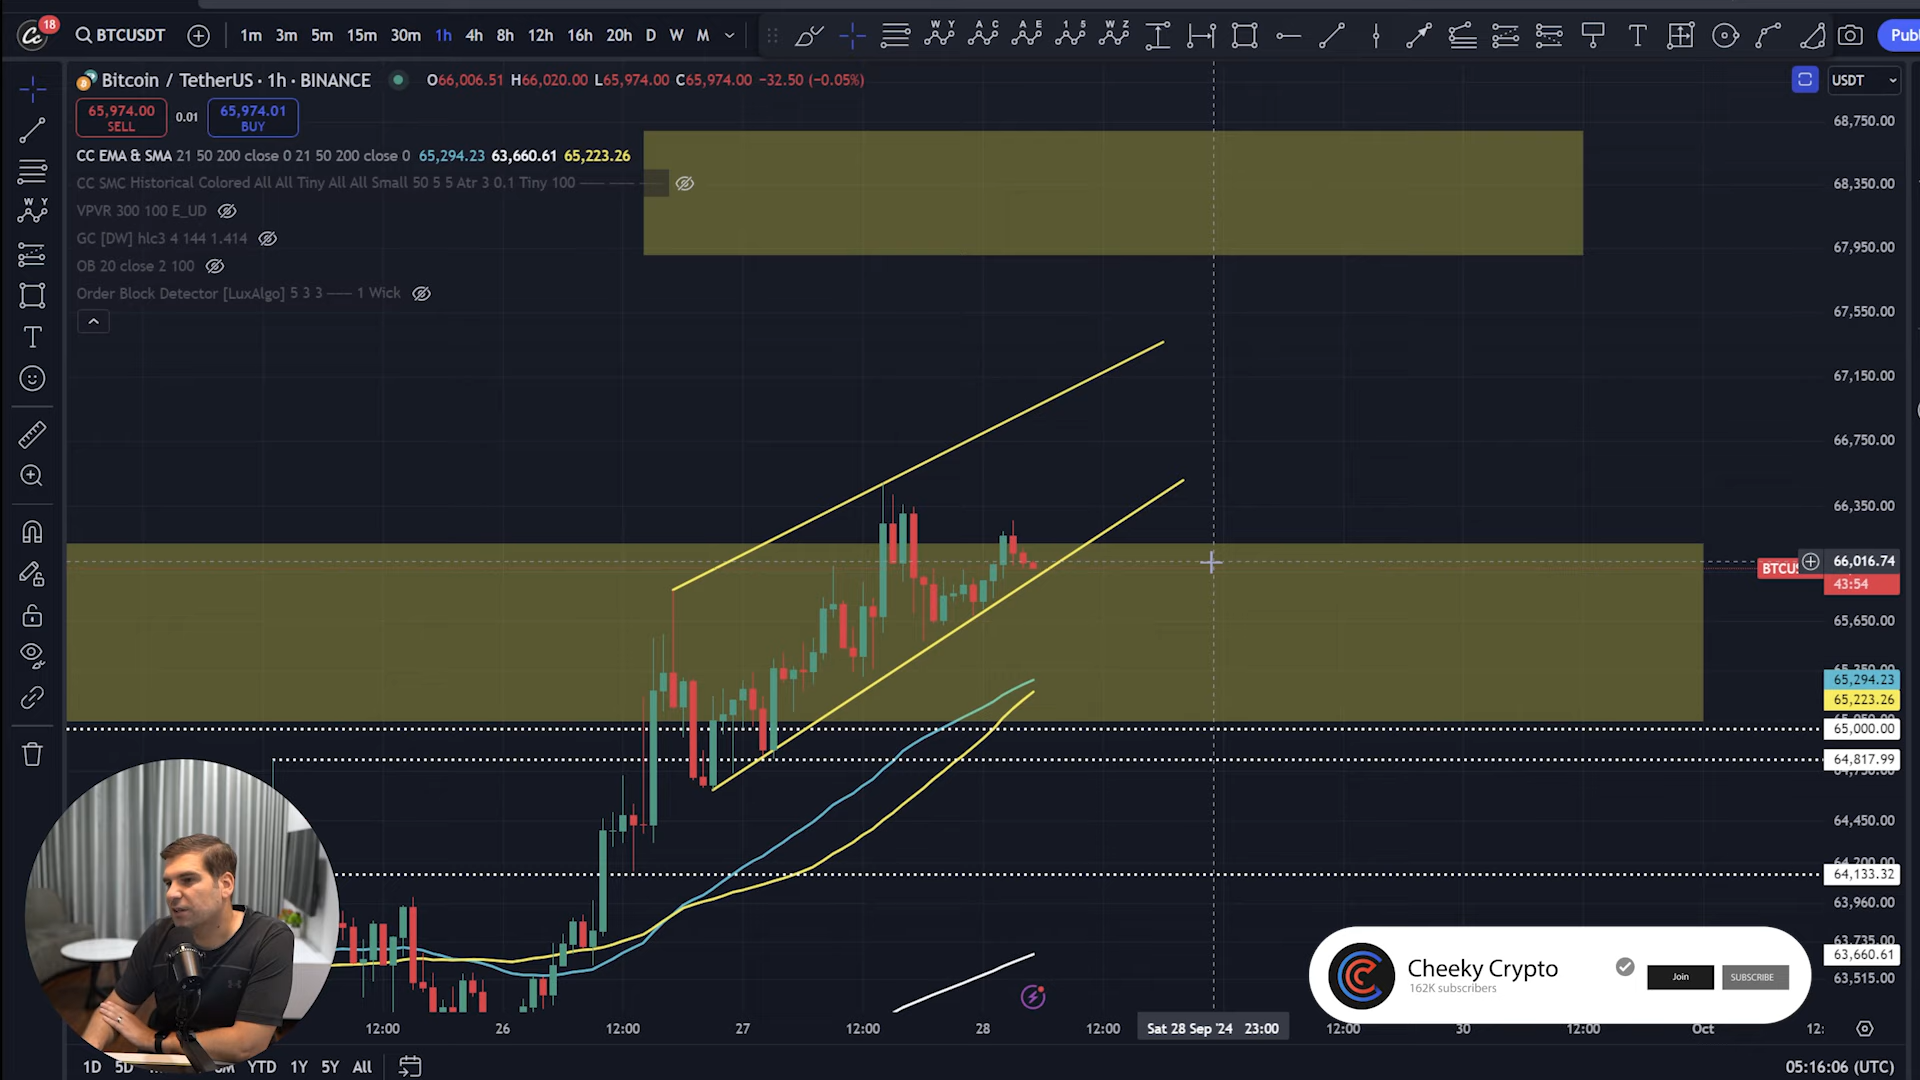 18
BTCUSDT
1m 3m 5m 15m 30m 1h 4h 8h 12h 16h 20h D W M
W Y
A C
A E
1 5
W Z
T
Publ
Bitcoin / TetherUS · 1h · BINANCE
O66,006.51 H66,020.00 L65,974.00 C65,974.00 −32.50 (−0.05%)
USDT
65,974.00
SELL
0.01
65,974.01
BUY
CC EMA & SMA 21 50 200 close 0 21 50 200 close 0 65,294.23 63,660.61 65,223.26
CC SMC Historical Colored All All Tiny All All Small 50 5 5 Atr 3 0.1 Tiny 100
VPVR 300 100 E_UD
GC [DW] hlc3 4 144 1.414
OB 20 close 2 100
Order Block Detector [LuxAlgo] 5 3 3 1 Wick
W Y
T
68,750.00
68,350.00
67,950.00
67,550.00
67,150.00
66,750.00
66,350.00
BTCUS
66,016.74
43:54
65,650.00
65,294.23
65,223.26
65,000.00
64,817.99
64,450.00
64,133.32
63,960.00
63,735.00
63,660.61
63,515.00
Cheeky Crypto
162K subscribers
Join
SUBSCRIBE
12:00 26 12:00 27 12:00 28 12:00 Sat 28 Sep '24 23:00 12:00 30 12:00 Oct 12:
1D 5D YTD 1Y 5Y All
05:16:06 (UTC)